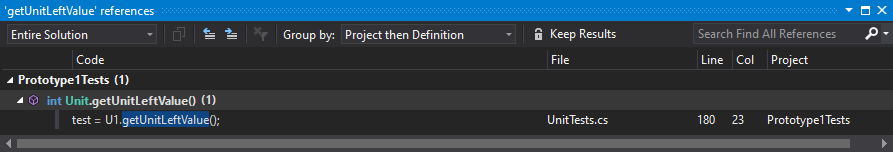 'getUnitLeftValue' references
Entire Solution Group by: Project then Definition Keep Results Search Find All References
Code File Line Col Project
Prototype1Tests (1)
int Unit.getUnitLeftValue() (1)
test = U1.getUnitLeftValue(); UnitTests.cs 180 23 Prototype1Tests